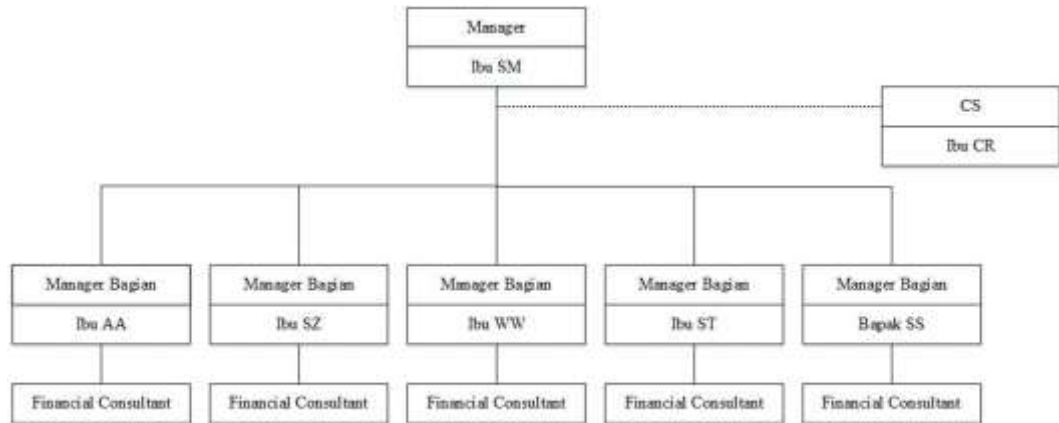 Manager
Ibu SM
CS
Ibu CR
Manager Bagian
Ibu AA
Manager Bagian
Ibu SZ
Manager Bagian
Ibu WW
Manager Bagian
Ibu ST
Manager Bagian
Bapak SS
Financial Consultant
Financial Consultant
Financial Consultant
Financial Consultant
Financial Consultant